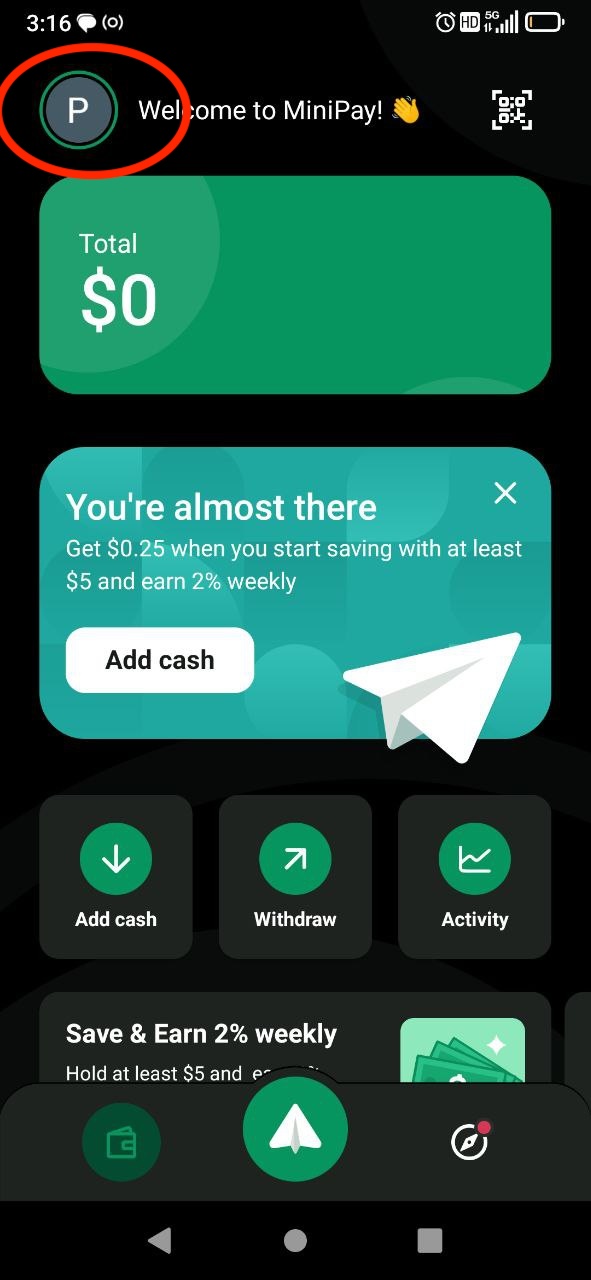 3:16
HD 5G
P
Welcome to MiniPay! 👋
Total
$0
You're almost there
Get $0.25 when you start saving with at least
$5 and earn 2% weekly
Add cash
Add cash
Withdraw
Activity
Save & Earn 2% weekly
Hold at least $5 and